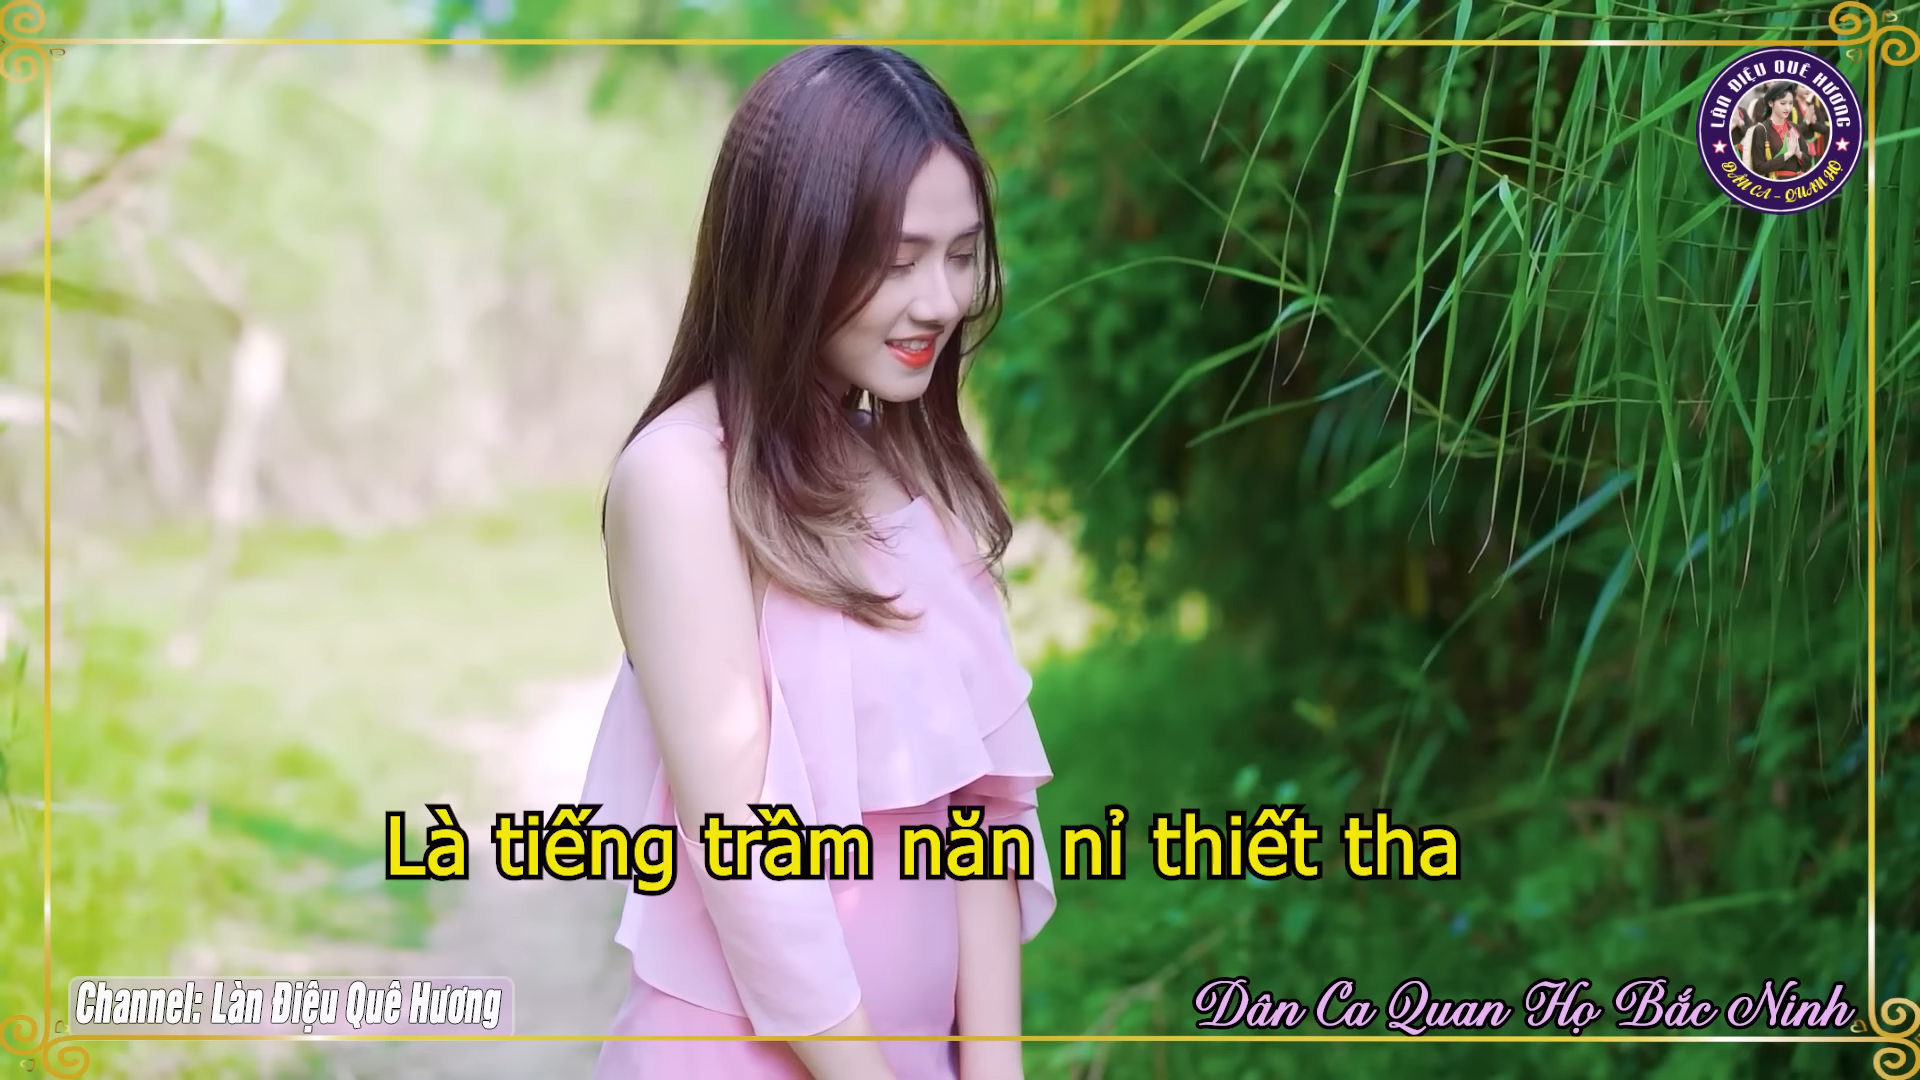 LÀN ĐIỆU QUÊ HƯƠNG
DÂN CA - QUAN HỌ
Là tiếng trầm năn nỉ thiết tha
Channel: Làn Điệu Quê Hương
Dân Ca Quan Họ Bắc Ninh